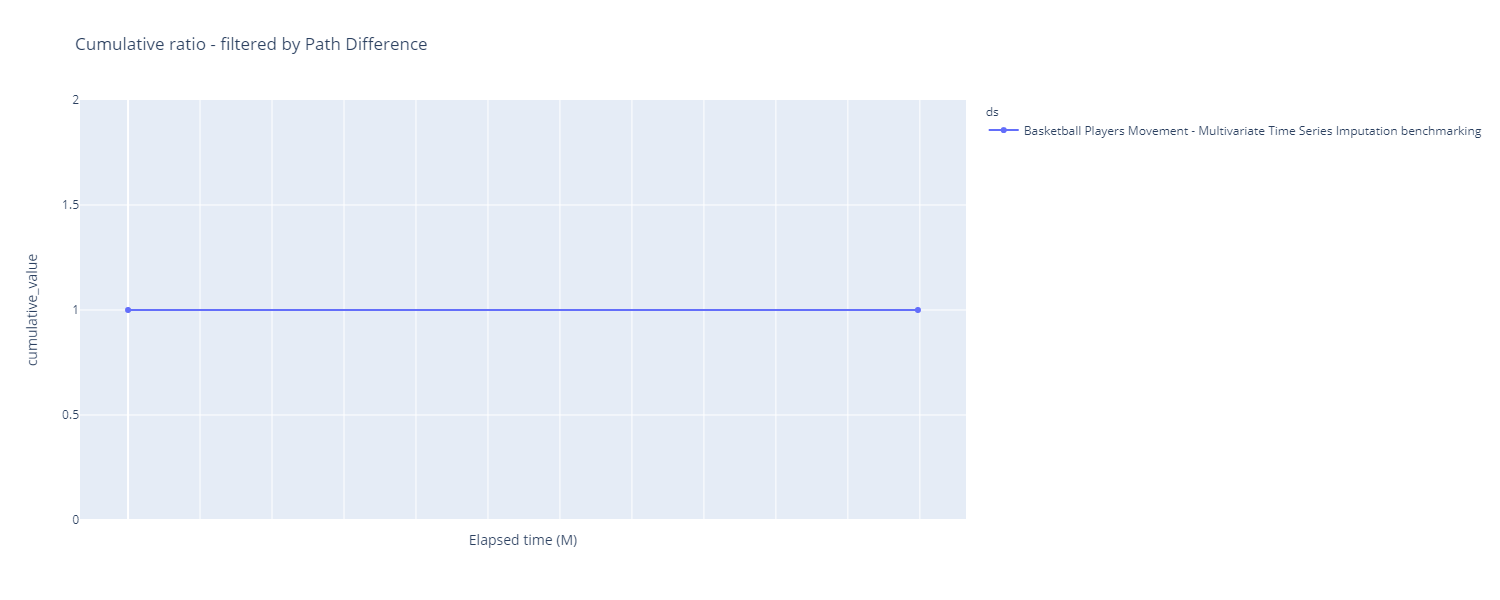 Cumulative ratio - filtered by Path Difference
2
1.5
1
0.5
0
cumulative_value
Elapsed time (M)
ds
Basketball Players Movement - Multivariate Time Series Imputation benchmarking